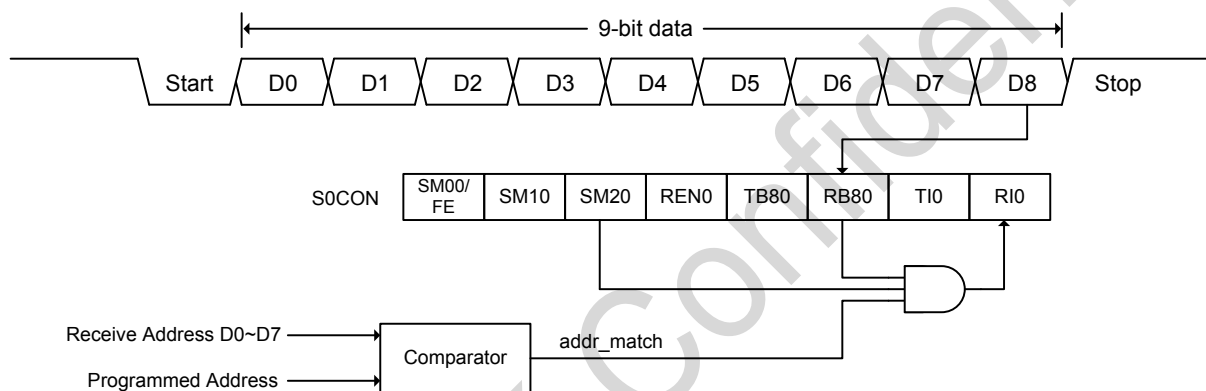 9-bit data
Start D0 D1 D2 D3 D4 D5 D6 D7 D8 Stop
S0CON SM00/ FE SM10 SM20 REN0 TB80 RB80 TI0 RI0
Receive Address D0~D7
Comparator addr_match
Programmed Address